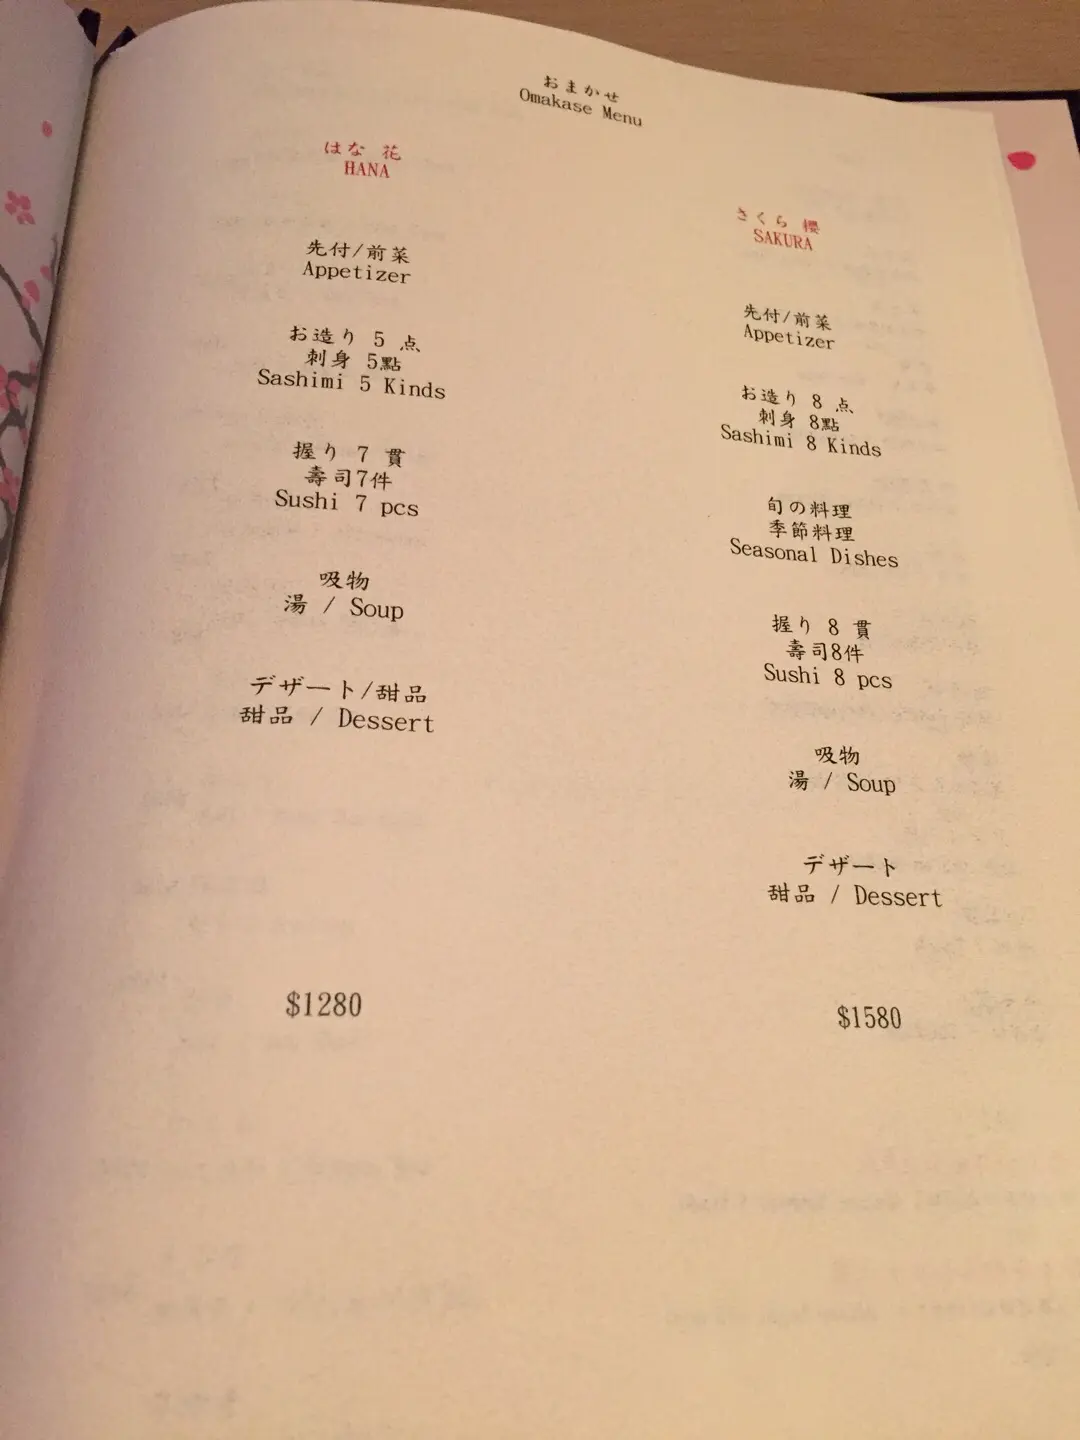 おまかせ
Omakase Menu
はな 花
HANA
先付/前菜
Appetizer
お造り 5 点
刺身 5點
Sashimi 5 Kinds
握り 7 貫
壽司7件
Sushi 7 pcs
吸物
湯 / Soup
デザート/甜品
甜品 / Dessert
$1280
さくら 櫻
SAKURA
先付/前菜
Appetizer
お造り 8 点
刺身 8點
Sashimi 8 Kinds
旬の料理
季節料理
Seasonal Dishes
握り 8 貫
壽司8件
Sushi 8 pcs
吸物
湯 / Soup
デザート
甜品 / Dessert
$1580